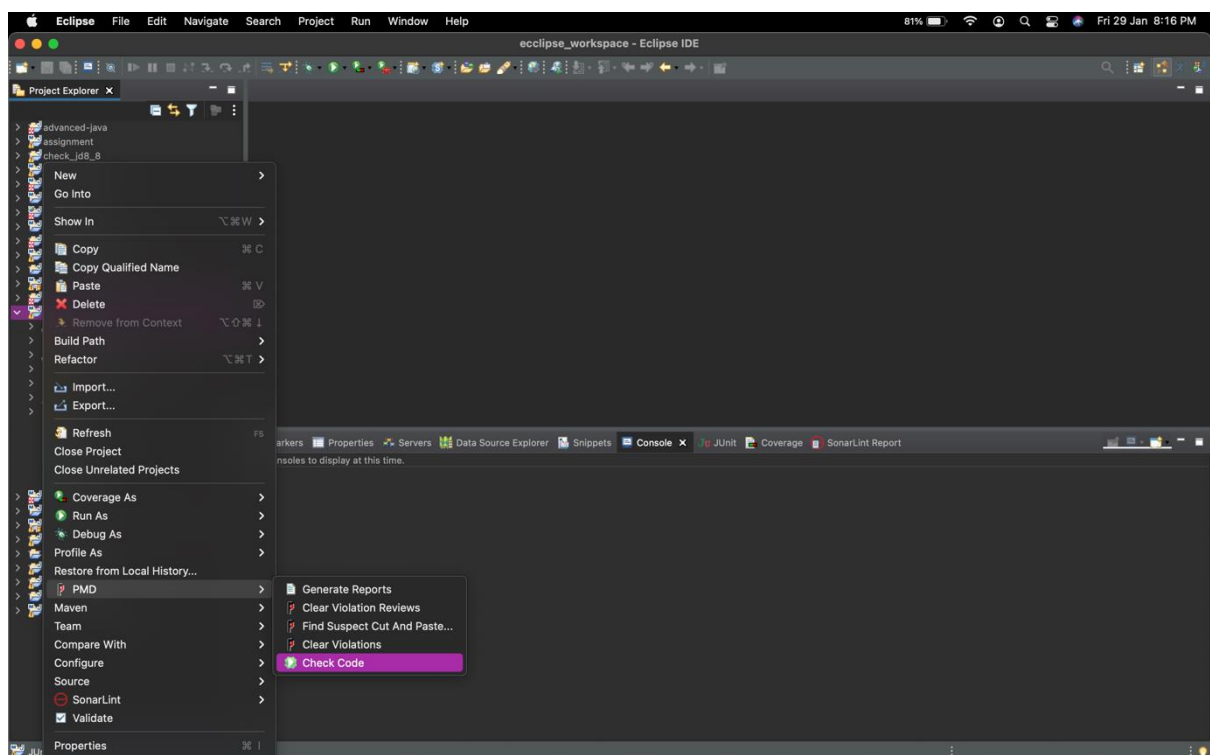 Eclipse File Edit Navigate Search Project Run Window Help 81% Fri 29 Jan 8:16 PM
ecclipse_workspace - Eclipse IDE
Project Explorer
advanced-java
assignment
check_jd8_8
New
Go Into
Show In ⌥⌘W
Copy ⌘C
Copy Qualified Name
Paste ⌘V
Delete ⌦
Remove from Context ⌥⇧⌘↓
Build Path
Refactor ⌥⌘T
Import...
Export...
Refresh F5
Close Project
Close Unrelated Projects
arkers Properties Servers Data Source Explorer Snippets Console JUnit Coverage SonarLint Report
nsoles to display at this time.
Coverage As
Run As
Debug As
Profile As
Restore from Local History...
PMD
Maven
Team
Compare With
Configure
Source
SonarLint
Validate
Properties ⌘I
Generate Reports
Clear Violation Reviews
Find Suspect Cut And Paste...
Clear Violations
Check Code